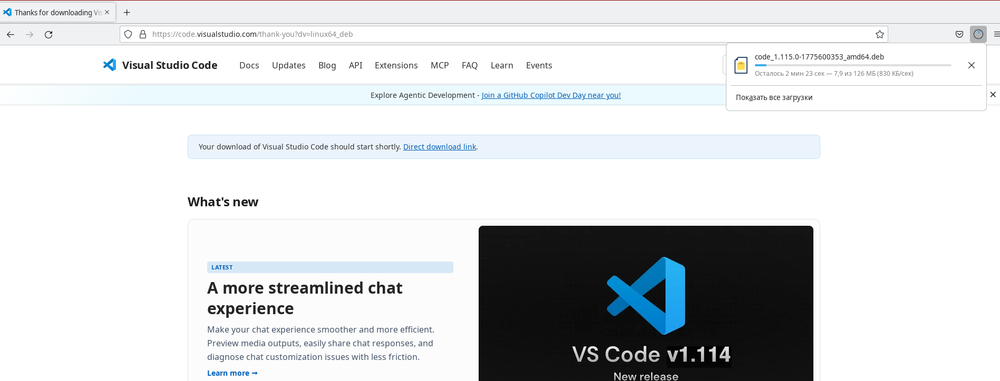 Thanks for downloading Vis
https://code.visualstudio.com/thank-you?dv=linux64_deb
code_1.115.0-1775600353_amd64.deb
Осталось 2 мин 23 сек — 7,9 из 126 МБ (830 КБ/сек)
Показать все загрузки
Visual Studio Code
Docs Updates Blog API Extensions MCP FAQ Learn Events
Explore Agentic Development - Join a GitHub Copilot Dev Day near you!
Your download of Visual Studio Code should start shortly. Direct download link.
What's new
LATEST
A more streamlined chat
experience
Make your chat experience smoother and more efficient.
Preview media outputs, easily share chat responses, and
diagnose chat customization issues with less friction.
Learn more →
VS Code v1.114
New release